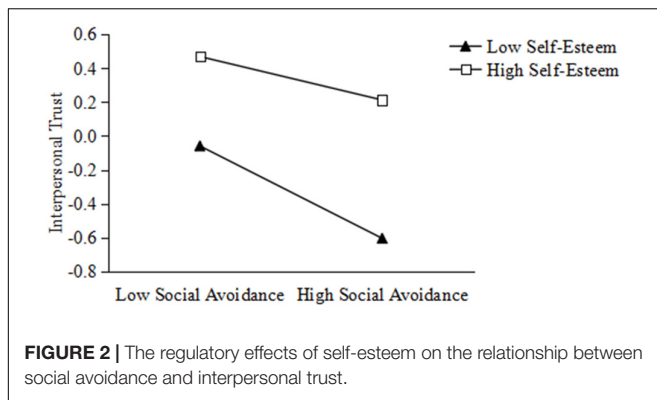 0.6
0.4
0.2
0.0
-0.2
-0.4
-0.6
-0.8
Interpersonal Trust
Low Social Avoidance High Social Avoidance
Low Self-Esteem
High Self-Esteem
FIGURE 2 | The regulatory effects of self-esteem on the relationship between
social avoidance and interpersonal trust.